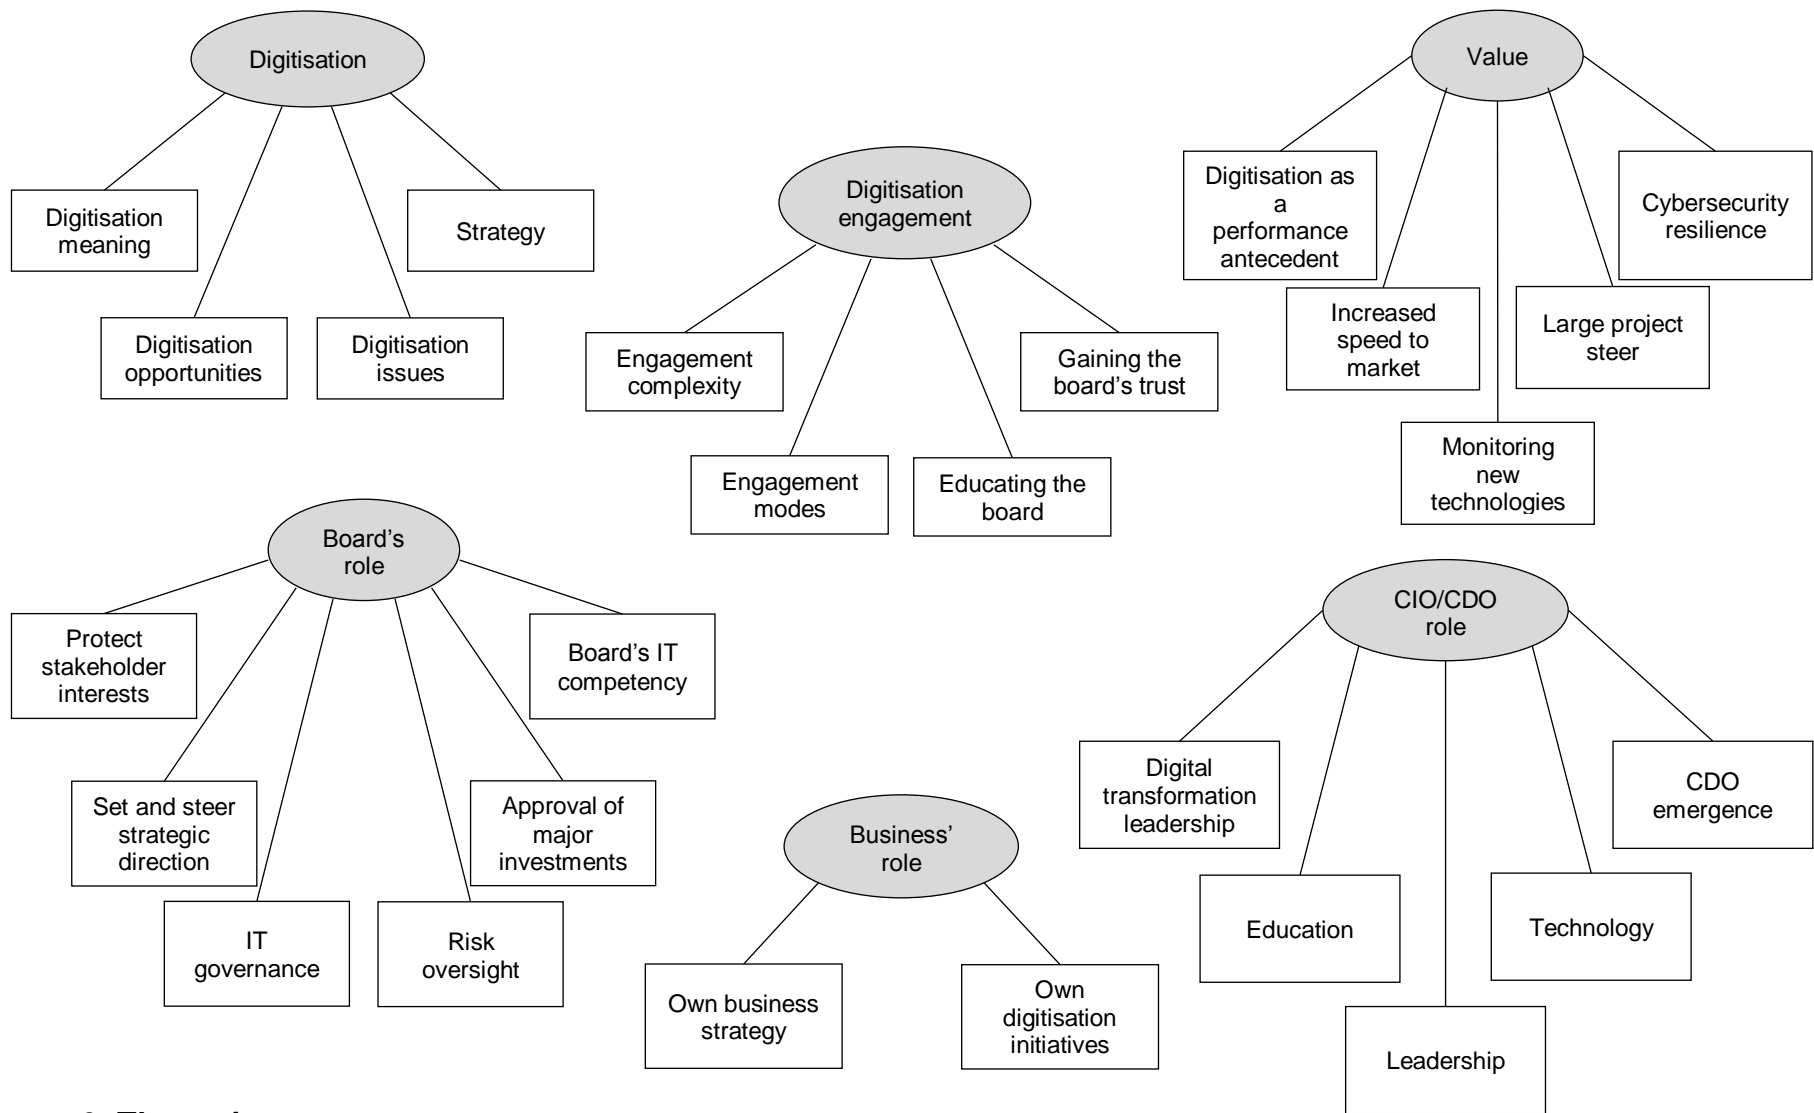 Digitisation
Digitisation
meaning
Digitisation
opportunities
Digitisation
issues
Strategy
Digitisation
engagement
Engagement
complexity
Engagement
modes
Educating the
board
Gaining the
board’s trust
Value
Digitisation as
a
performance
antecedent
Increased
speed to
market
Monitoring
new
technologies
Large project
steer
Cybersecurity
resilience
Board’s
role
Protect
stakeholder
interests
Set and steer
strategic
direction
IT
governance
Risk
oversight
Approval of
major
investments
Board’s IT
competency
Business’
role
Own business
strategy
Own
digitisation
initiatives
CIO/CDO
role
Digital
transformation
leadership
Education
Leadership
Technology
CDO
emergence